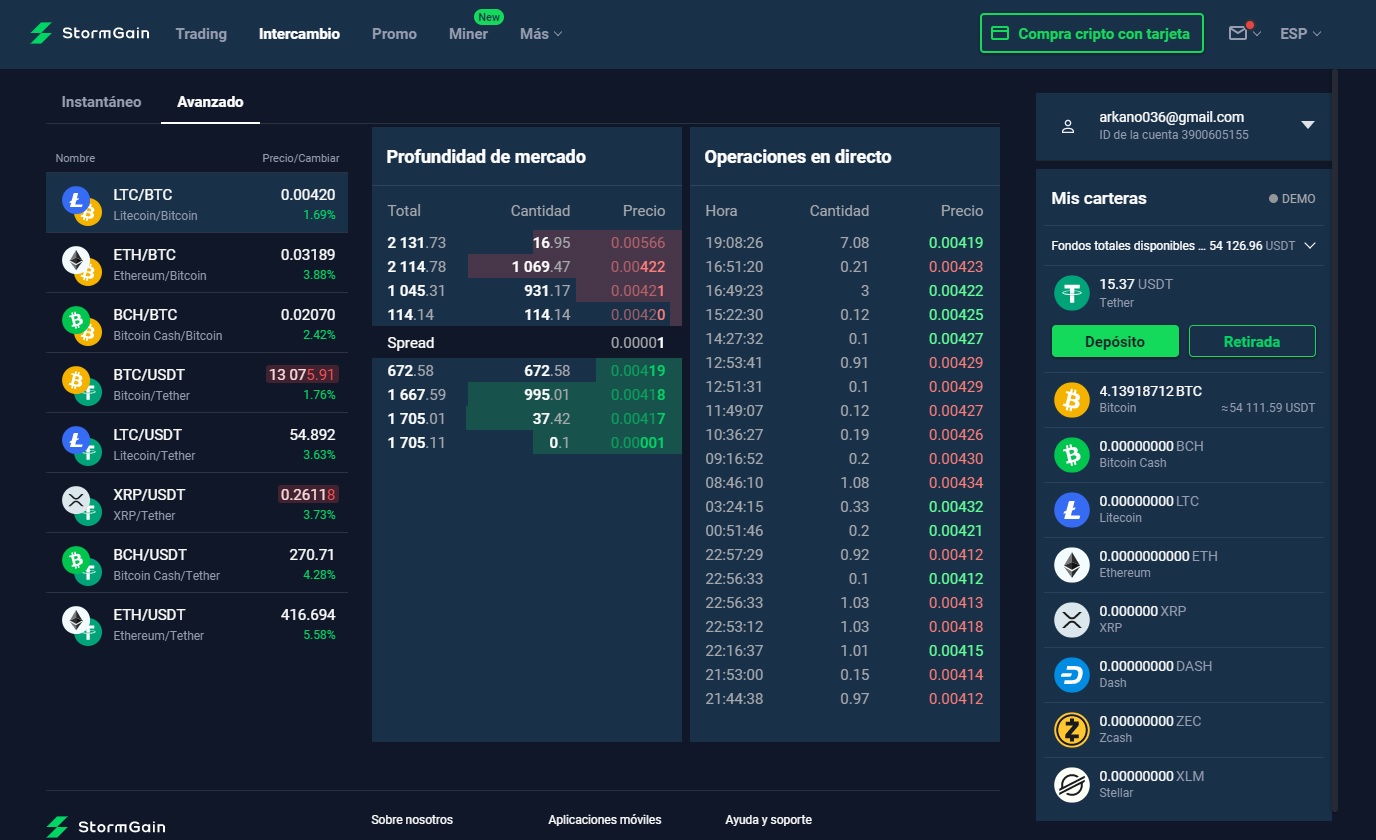 StormGain Trading Intercambio Promo Miner New Más Compra cripto con tarjeta ESP
Instantáneo Avanzado
Nombre Precio/Cambiar
LTC/BTC 0.00420
Litecoin/Bitcoin 1.69%
ETH/BTC 0.03189
Ethereum/Bitcoin 3.88%
BCH/BTC 0.02070
Bitcoin Cash/Bitcoin 2.42%
BTC/USDT 13 075.91
Bitcoin/Tether 1.76%
LTC/USDT 54.892
Litecoin/Tether 3.63%
XRP/USDT 0.26118
XRP/Tether 3.73%
BCH/USDT 270.71
Bitcoin Cash/Tether 4.28%
ETH/USDT 416.694
Ethereum/Tether 5.58%
Profundidad de mercado
Total Cantidad Precio
2 131.73 16.95 0.00566
2 114.78 1 069.47 0.00422
1 045.31 931.17 0.00421
114.14 114.14 0.00420
Spread 0.00001
672.58 672.58 0.00419
1 667.59 995.01 0.00418
1 705.01 37.42 0.00417
1 705.11 0.1 0.00001
Operaciones en directo
Hora Cantidad Precio
19:08:26 7.08 0.00419
16:51:20 0.21 0.00423
16:49:23 3 0.00422
15:22:30 0.12 0.00425
14:27:32 0.1 0.00427
12:53:41 0.91 0.00429
12:51:31 0.1 0.00429
11:49:07 0.12 0.00427
10:36:27 0.19 0.00426
09:16:52 0.2 0.00430
08:46:10 1.08 0.00434
03:24:15 0.33 0.00432
00:51:46 0.2 0.00421
22:57:29 0.92 0.00412
22:56:33 0.1 0.00412
22:56:33 1.03 0.00413
22:53:12 1.03 0.00418
22:16:37 1.01 0.00415
21:53:00 0.15 0.00414
21:44:38 0.97 0.00412
arkano036@gmail.com
ID de la cuenta 3900605155
Mis carteras DEMO
Fondos totales disponibles ... 54 126.96 USDT
15.37 USDT
Tether
Depósito Retirada
4.13918712 BTC
Bitcoin ≈54 111.59 USDT
0.00000000 BCH
Bitcoin Cash
0.00000000 LTC
Litecoin
0.0000000000 ETH
Ethereum
0.000000 XRP
XRP
0.00000000 DASH
Dash
0.00000000 ZEC
Zcash
0.00000000 XLM
Stellar
StormGain Sobre nosotros Aplicaciones móviles Ayuda y soporte